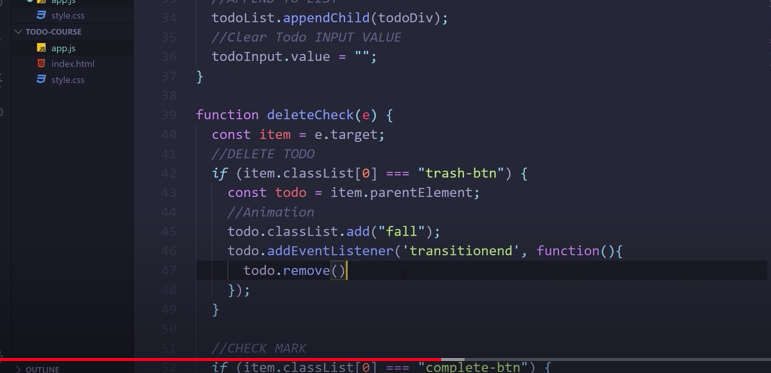 app.js
style.css
TODO-COURSE
app.js
index.html
style.css
OUTLINE
33 //APPEND TO LIST
34 todoList.appendChild(todoDiv);
35 //Clear Todo INPUT VALUE
36 todoInput.value = "";
37 }
38
39 function deleteCheck(e) {
40 const item = e.target;
41 //DELETE TODO
42 if (item.classList[0] === "trash-btn") {
43 const todo = item.parentElement;
44 //Animation
45 todo.classList.add("fall");
46 todo.addEventListener('transitionend', function(){
47 todo.remove()
48 });
49 }
50
51 //CHECK MARK
52 if (item.classList[0] === "complete-btn") {